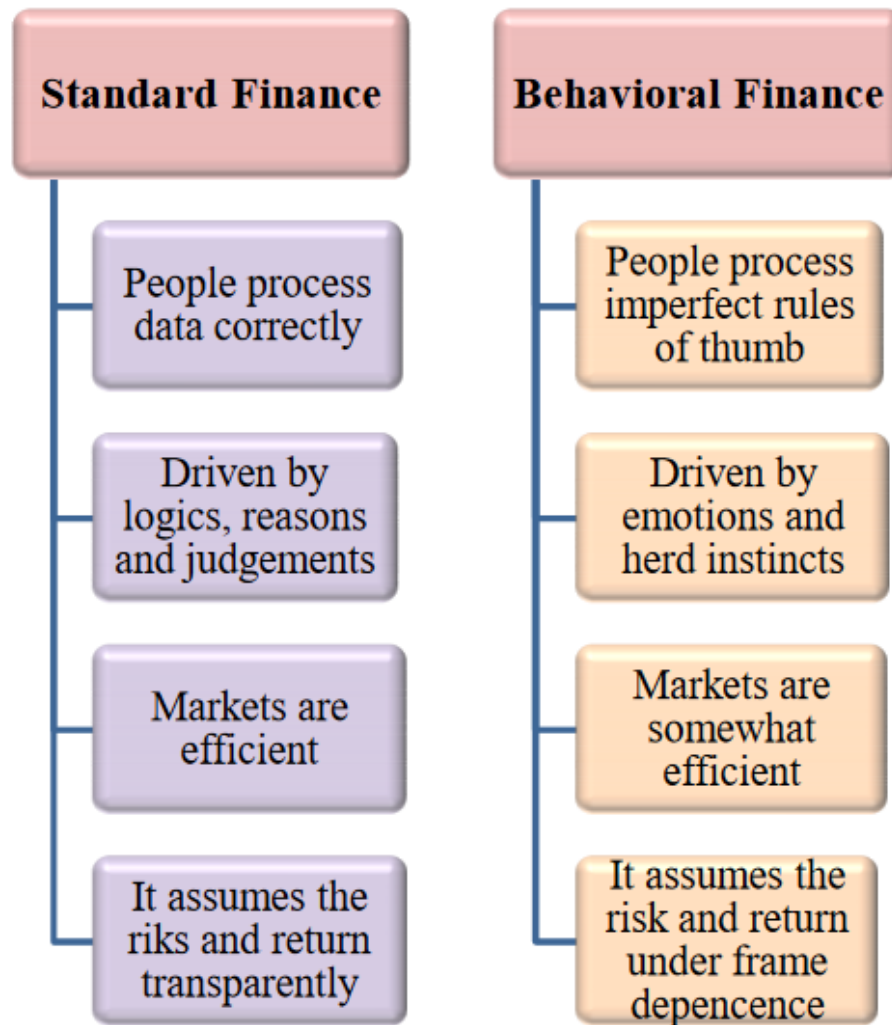 Standard Finance
People process
data correctly
Driven by
logics, reasons
and judgements
Markets are
efficient
It assumes the
riks and return
transparently
Behavioral Finance
People process
imperfect rules
of thumb
Driven by
emotions and
herd instincts
Markets are
somewhat
efficient
It assumes the
risk and return
under frame
depencence